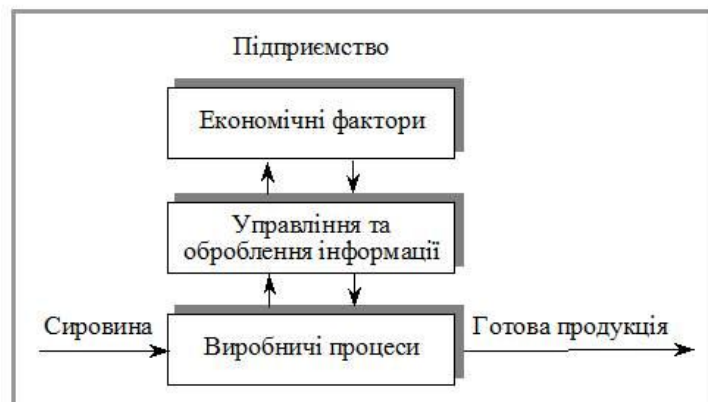 Підприємство
Економічні фактори
Управління та
оброблення інформації
Сировина
Виробничі процеси
Готова продукція